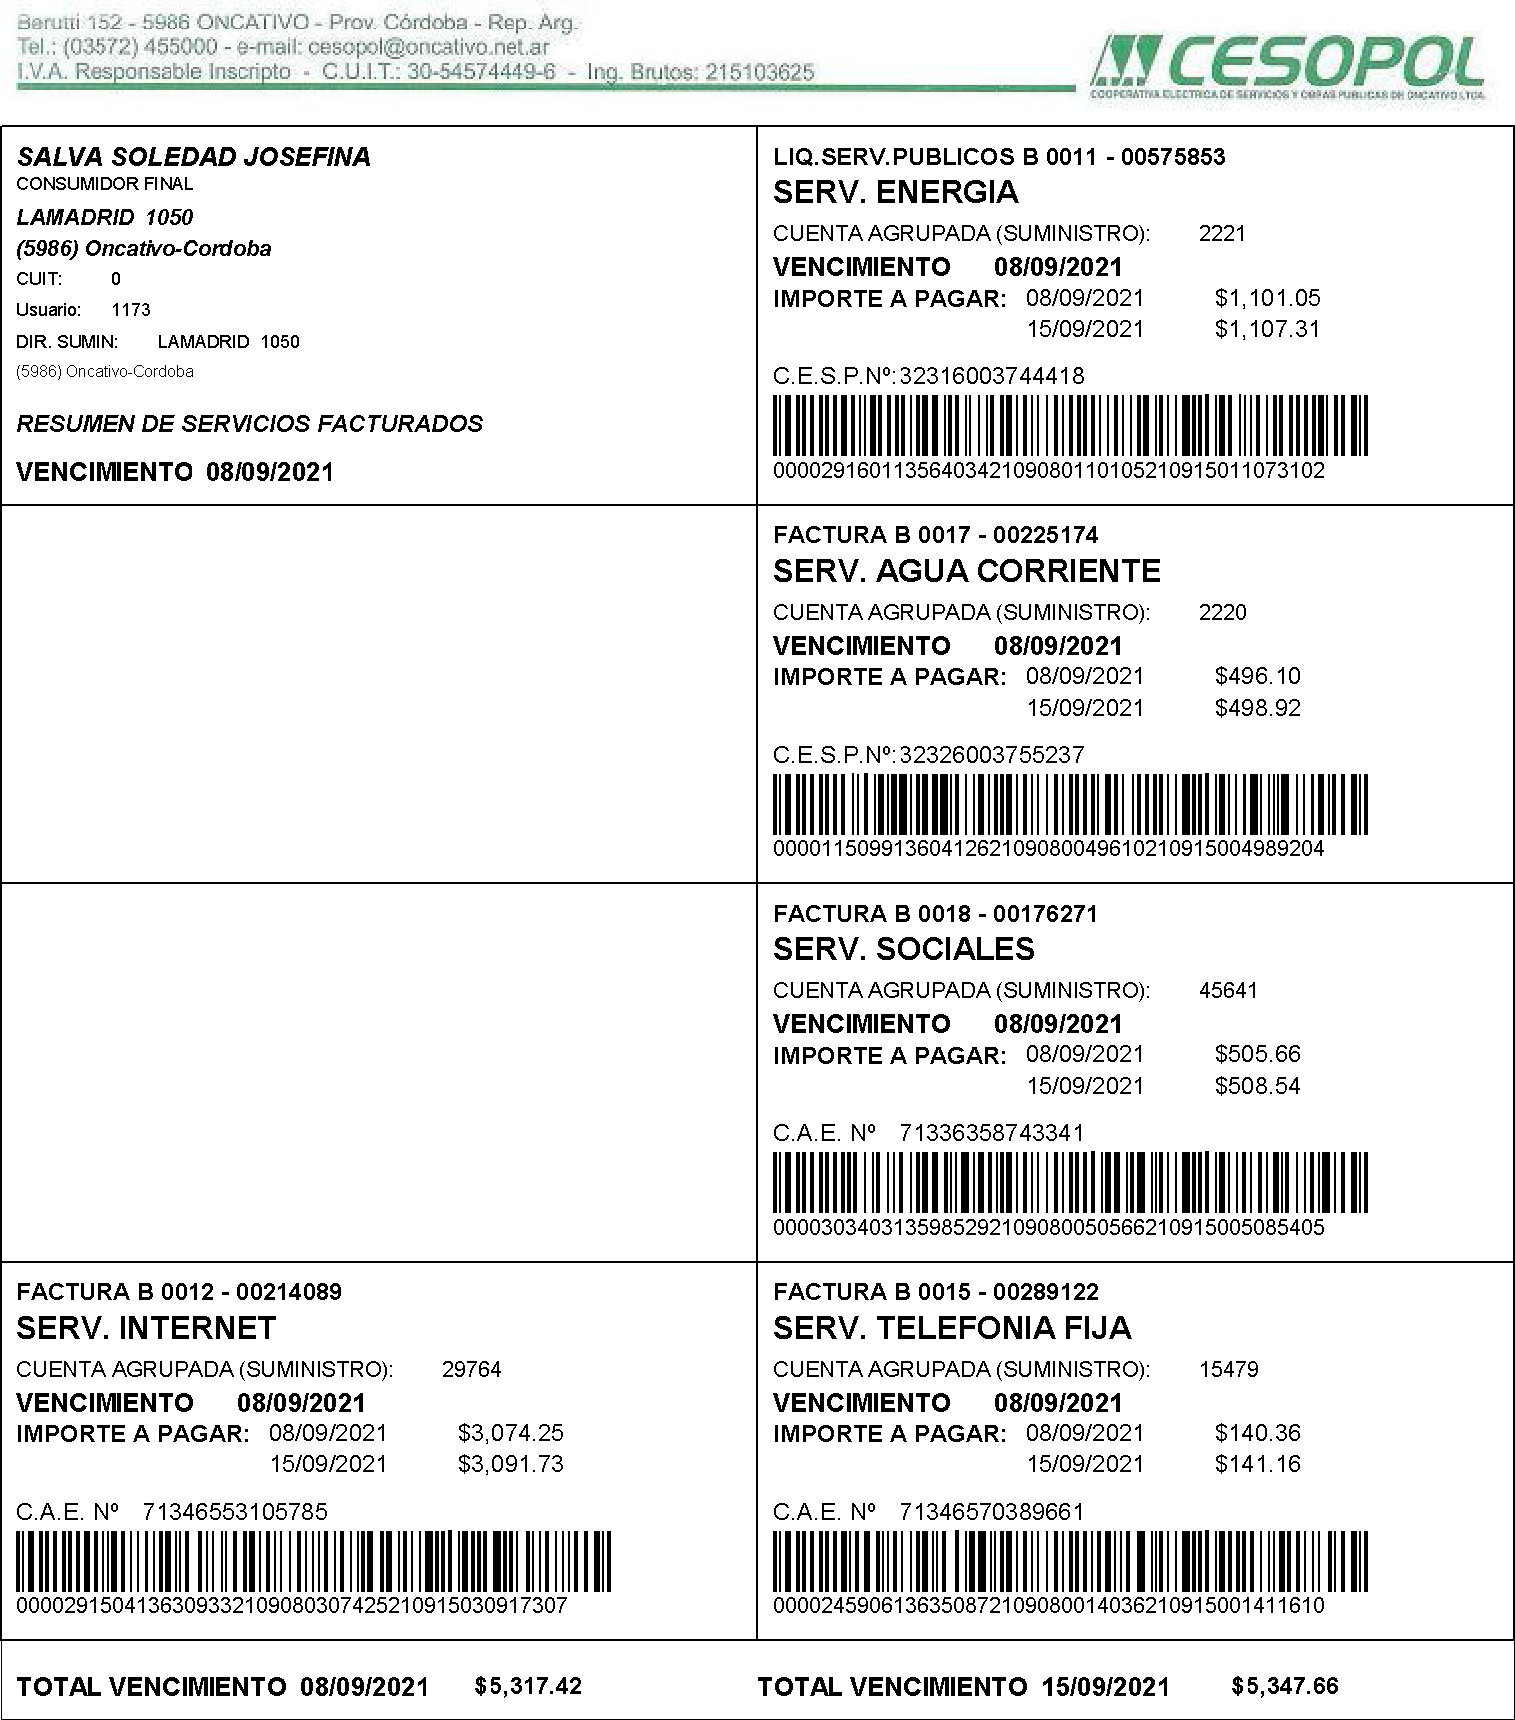 Berutti 152 - 5986 ONCATIVO - Prov. Córdoba - Rep. Arg.
Tel.: (03572) 455000 - e-mail: cesopol@oncativo.net.ar
I.V.A. Responsable Inscripto - C.U.I.T.: 30-54574449-6 - Ing. Brutos: 215103625
CESOPOL
COOPERATIVA ELECTRICA DE SERVICIOS Y OBRAS PUBLICAS DE ONCATIVO LTDA.
SALVA SOLEDAD JOSEFINA
CONSUMIDOR FINAL
LAMADRID 1050
(5986) Oncativo-Cordoba
CUIT: 0
Usuario: 1173
DIR. SUMIN: LAMADRID 1050
(5986) Oncativo-Cordoba
RESUMEN DE SERVICIOS FACTURADOS
VENCIMIENTO 08/09/2021
LIQ.SERV.PUBLICOS B 0011 - 00575853
SERV. ENERGIA
CUENTA AGRUPADA (SUMINISTRO): 2221
VENCIMIENTO 08/09/2021
IMPORTE A PAGAR: 08/09/2021 $1,101.05
15/09/2021 $1,107.31
C.E.S.P.Nº:32316003744418
0000291601135640342109080110105210915011073102
FACTURA B 0017 - 00225174
SERV. AGUA CORRIENTE
CUENTA AGRUPADA (SUMINISTRO): 2220
VENCIMIENTO 08/09/2021
IMPORTE A PAGAR: 08/09/2021 $496.10
15/09/2021 $498.92
C.E.S.P.Nº:32326003755237
0000115099136041262109080049610210915004989204
FACTURA B 0018 - 00176271
SERV. SOCIALES
CUENTA AGRUPADA (SUMINISTRO): 45641
VENCIMIENTO 08/09/2021
IMPORTE A PAGAR: 08/09/2021 $505.66
15/09/2021 $508.54
C.A.E. Nº 71336358743341
0000303403135985292109080050566210915005085405
FACTURA B 0012 - 00214089
SERV. INTERNET
CUENTA AGRUPADA (SUMINISTRO): 29764
VENCIMIENTO 08/09/2021
IMPORTE A PAGAR: 08/09/2021 $3,074.25
15/09/2021 $3,091.73
C.A.E. Nº 71346553105785
0000291504136309332109080307425210915030917307
FACTURA B 0015 - 00289122
SERV. TELEFONIA FIJA
CUENTA AGRUPADA (SUMINISTRO): 15479
VENCIMIENTO 08/09/2021
IMPORTE A PAGAR: 08/09/2021 $140.36
15/09/2021 $141.16
C.A.E. Nº 71346570389661
0000245906136350872109080014036210915001411610
TOTAL VENCIMIENTO 08/09/2021 $5,317.42
TOTAL VENCIMIENTO 15/09/2021 $5,347.66